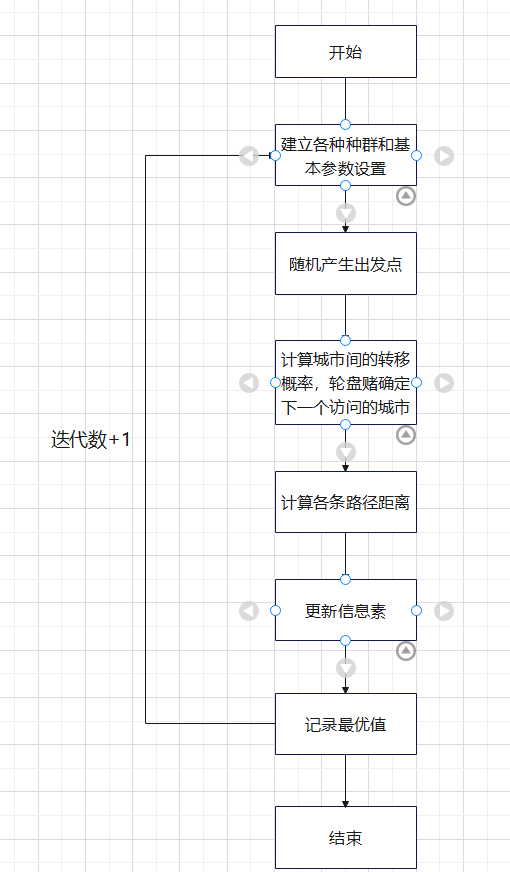 开始
建立各种种群和基
本参数设置
随机产生出发点
计算城市间的转移
概率，轮盘赌确定
下一个访问的城市
迭代数+1
计算各条路径距离
更新信息素
记录最优值
结束